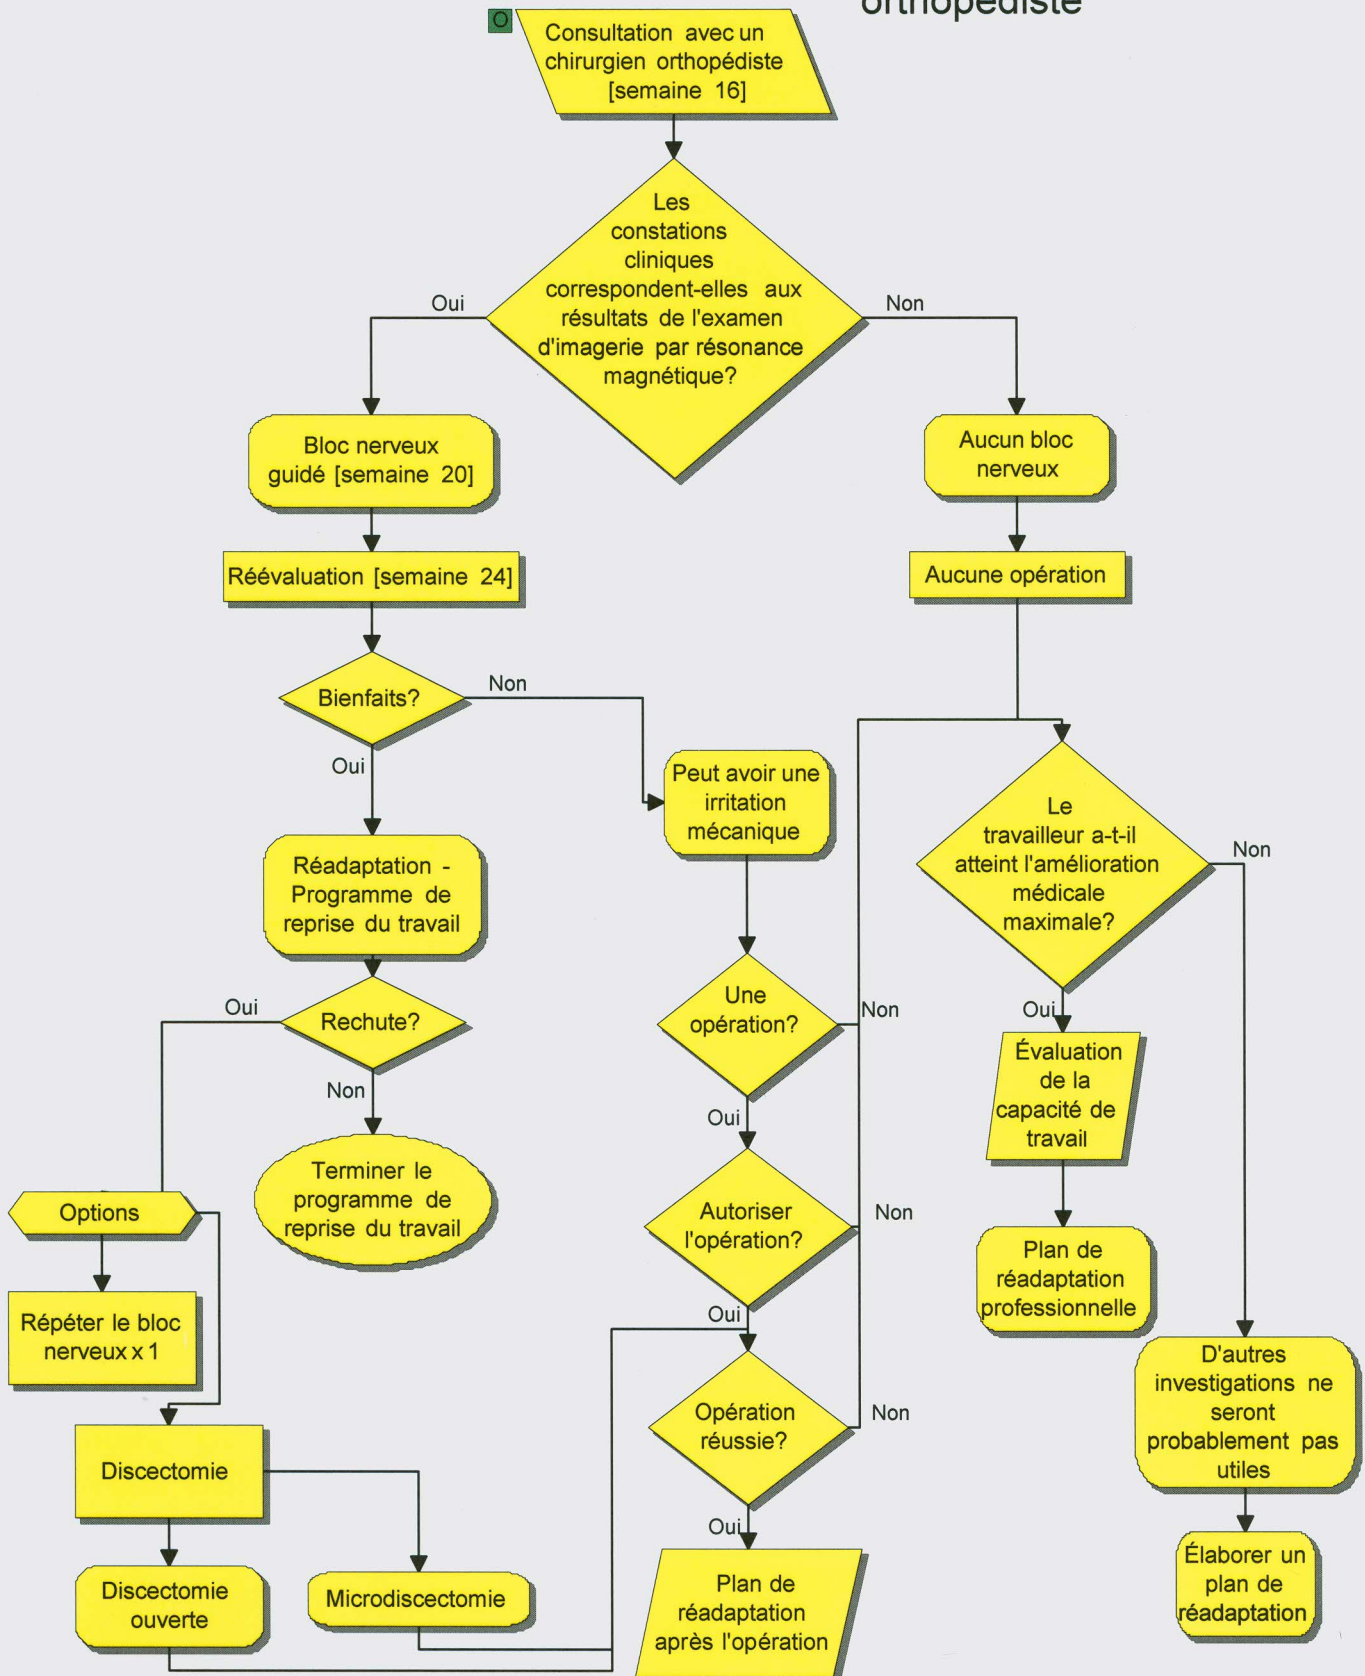 orthopédiste
O
Consultation avec un
chirurgien orthopédiste
[semaine 16]
Les
constations
cliniques
correspondent-elles aux
résultats de l'examen
d'imagerie par résonance
magnétique?
Oui
Non
Bloc nerveux
guidé [semaine 20]
Aucun bloc
nerveux
Réévaluation [semaine 24]
Aucune opération
Bienfaits?
Non
Oui
Peut avoir une
irritation
mécanique
Le
travailleur a-t-il
atteint l'amélioration
médicale
maximale?
Non
Oui
Réadaptation -
Programme de
reprise du travail
Rechute?
Oui
Non
Une
opération?
Non
Oui
Évaluation
de la
capacité de
travail
Terminer le
programme de
reprise du travail
Options
Autoriser
l'opération?
Non
Oui
Plan de
réadaptation
professionnelle
Répéter le bloc
nerveux x 1
D'autres
investigations ne
seront
probablement pas
utiles
Opération
réussie?
Non
Oui
Discectomie
Discectomie
ouverte
Microdiscectomie
Plan de
réadaptation
après l'opération
Élaborer un
plan de
réadaptation